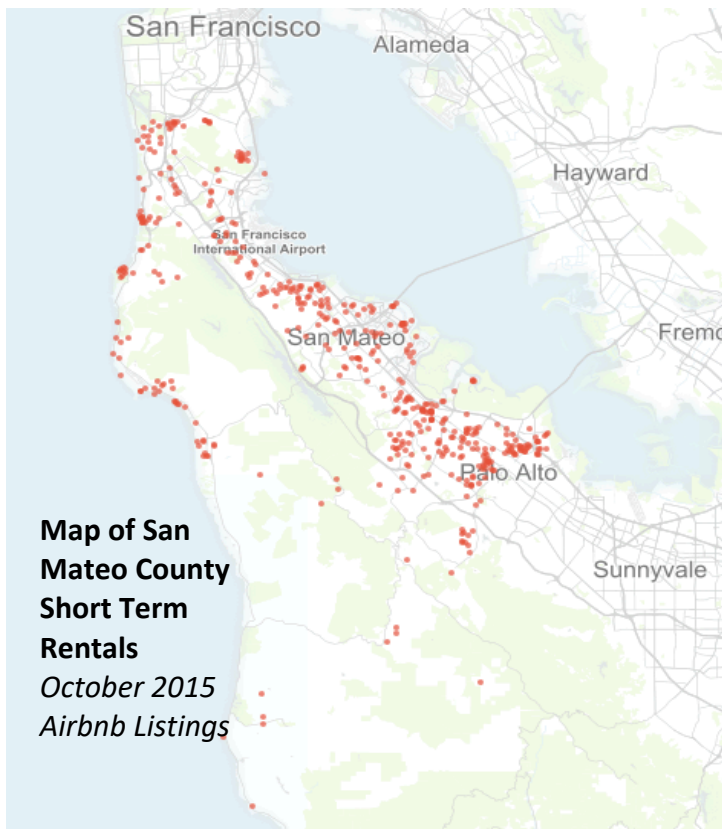 San Francisco
Alameda
Hayward
San Francisco
International Airport
San Mateo
Fremo
Palo Alto
Map of San
Mateo County
Short Term
Rentals
October 2015
Airbnb Listings
Sunnyvale